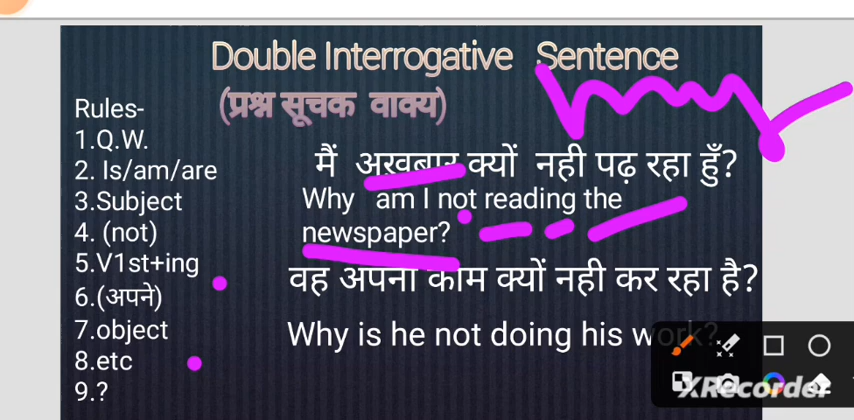 Double Interrogative Sentence
(प्रश्न सूचक वाक्य)
Rules-
1.Q.W.
2. Is/am/are
3.Subject
4. (not)
5.V1st+ing
6.(अपने)
7.object
8.etc
9.?
मैं अखबार क्यों नही पढ़ रहा हुँ?
Why am I not reading the
newspaper?
वह अपना काम क्यों नही कर रहा है?
Why is he not doing his work?
XRecorder